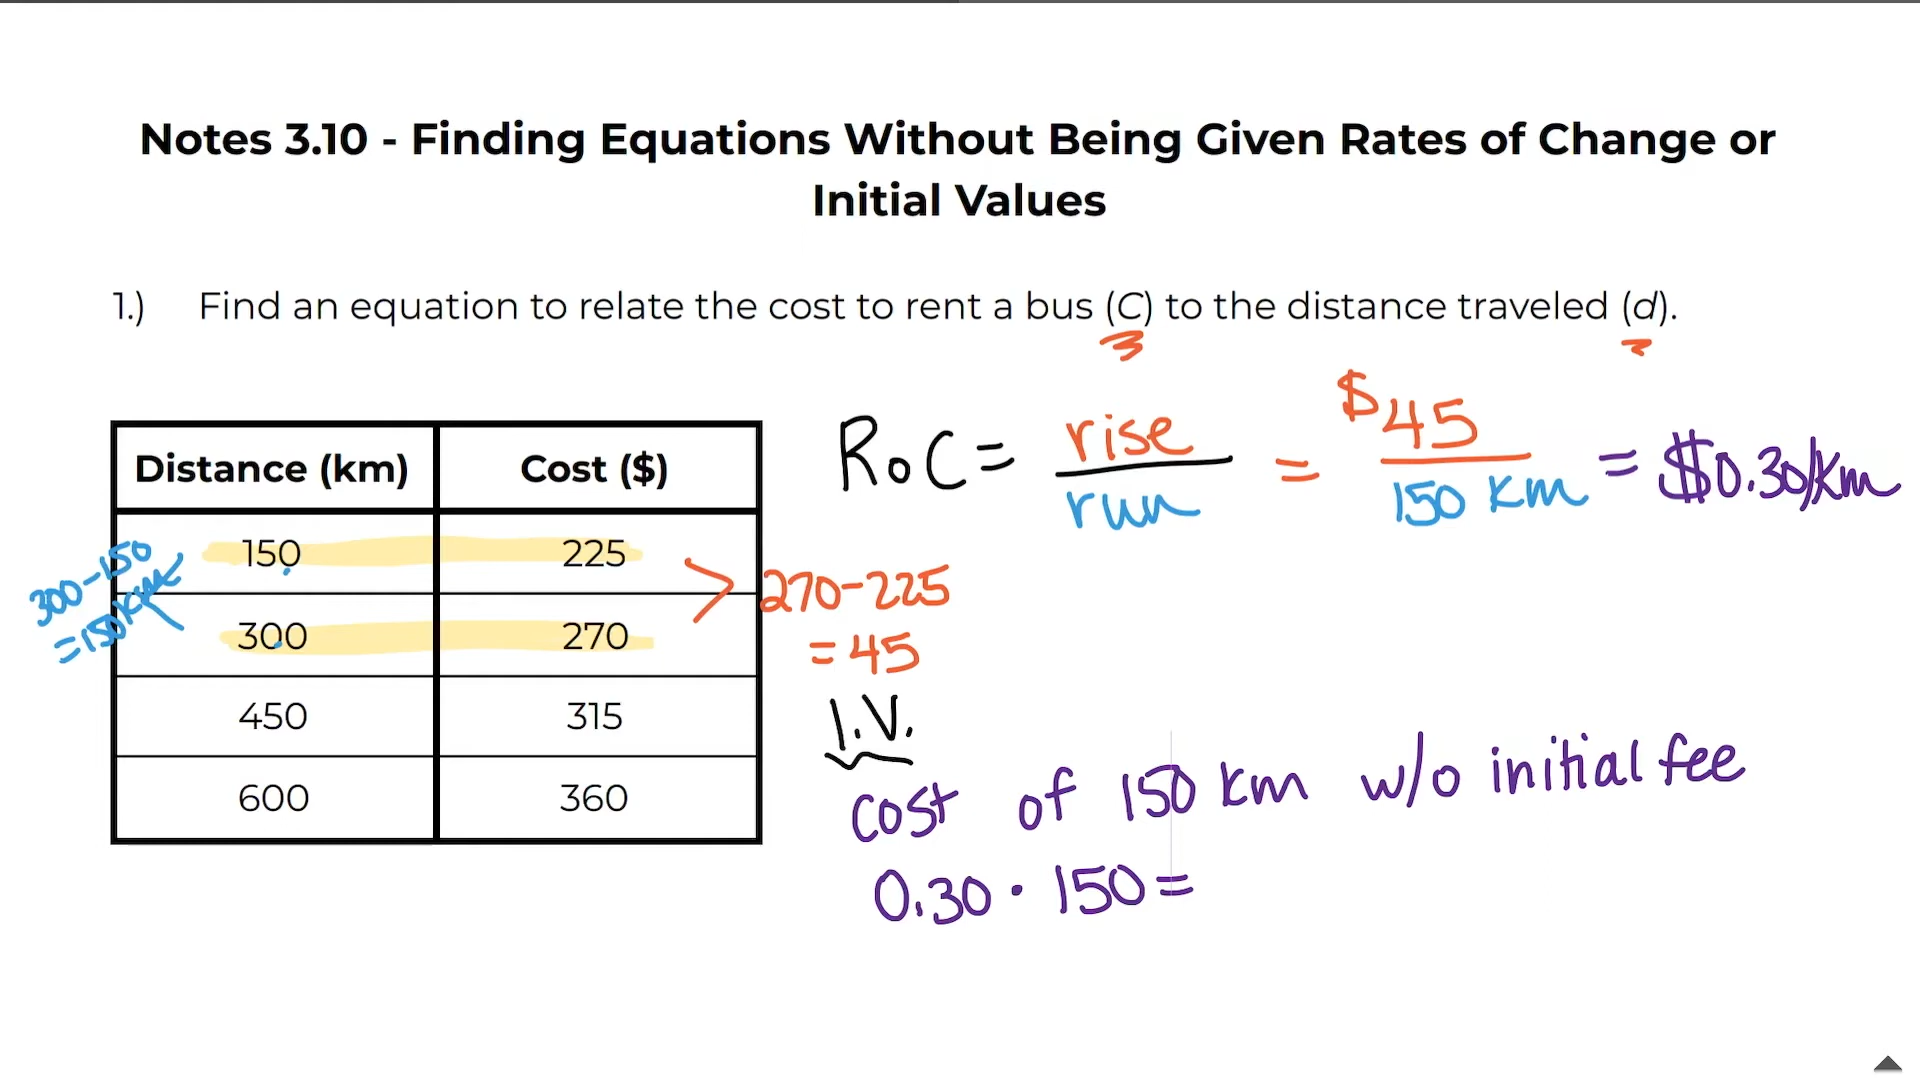 Notes 3.10 - Finding Equations Without Being Given Rates of Change or
Initial Values
1.) Find an equation to relate the cost to rent a bus (C) to the distance traveled (d).
RoC = rise/run = $45/150 km = $0.30/km
Distance (km) Cost ($)
150 225
300 270
450 315
600 360
300-150
=150km
270-225
=45
I.V.
cost of 150 km w/o initial fee
0.30 · 150 =